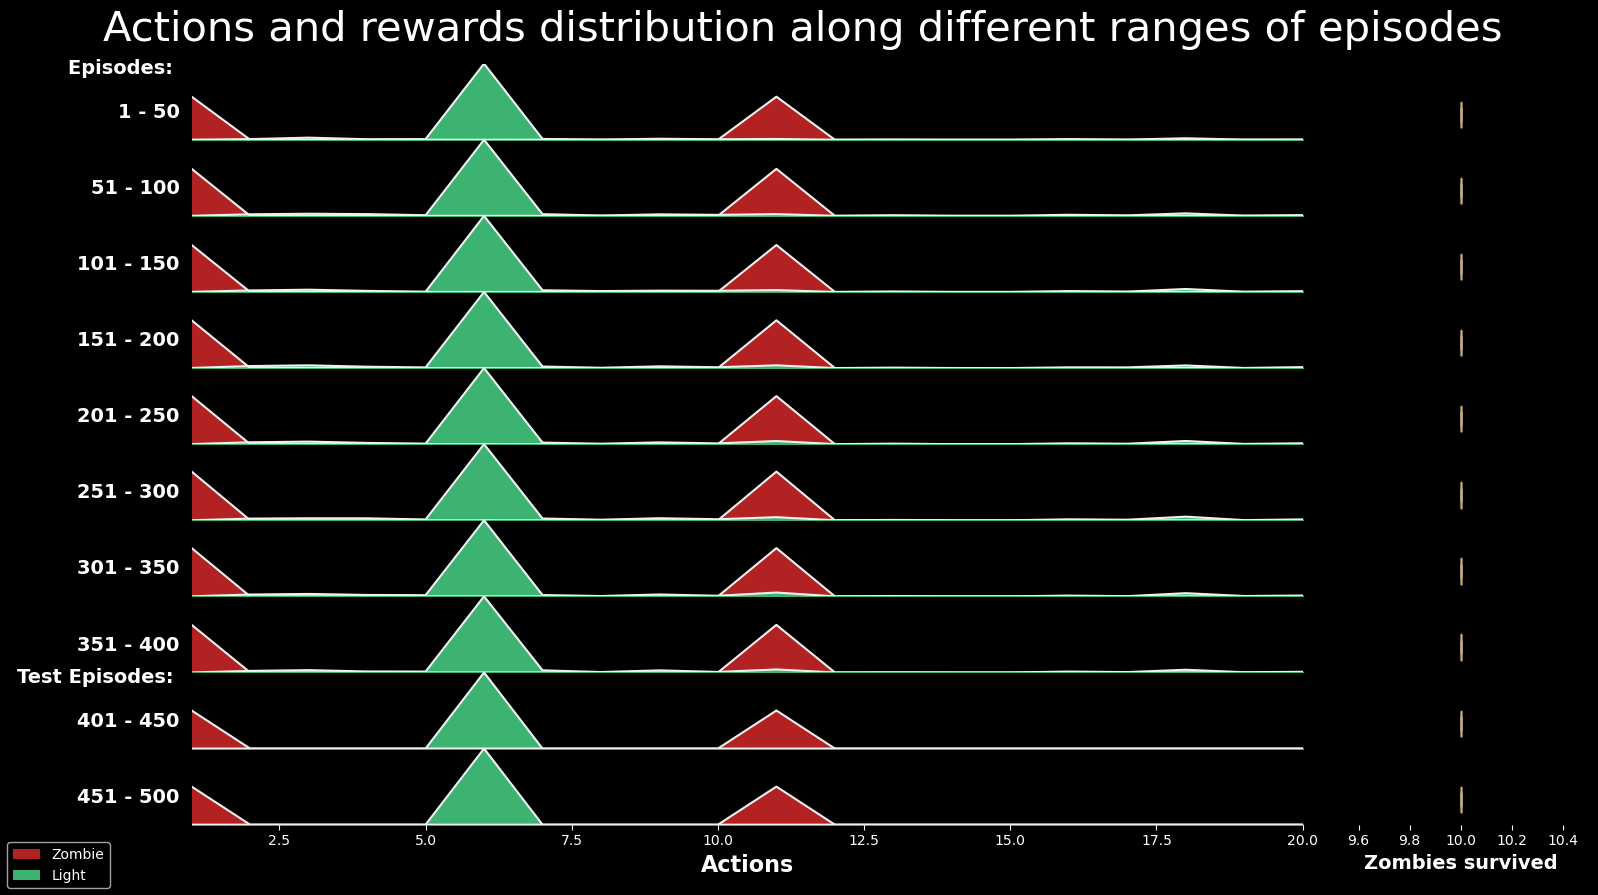 Actions and rewards distribution along different ranges of episodes
Episodes:
1 - 50
51 - 100
101 - 150
151 - 200
201 - 250
251 - 300
301 - 350
351 - 400
Test Episodes:
401 - 450
451 - 500
2.5 5.0 7.5 10.0 12.5 15.0 17.5 20.0 9.6 9.8 10.0 10.2 10.4
Actions Zombies survived
Zombie
Light